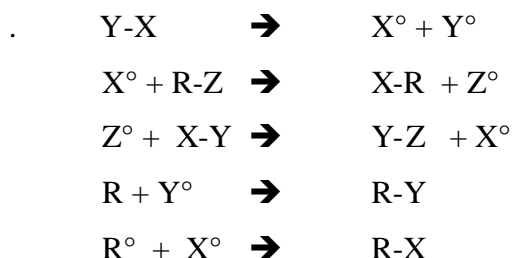 . Y-X ➔ X° + Y°
X° + R-Z ➔ X-R + Z°
Z° + X-Y ➔ Y-Z + X°
R + Y° ➔ R-Y
R° + X° ➔ R-X